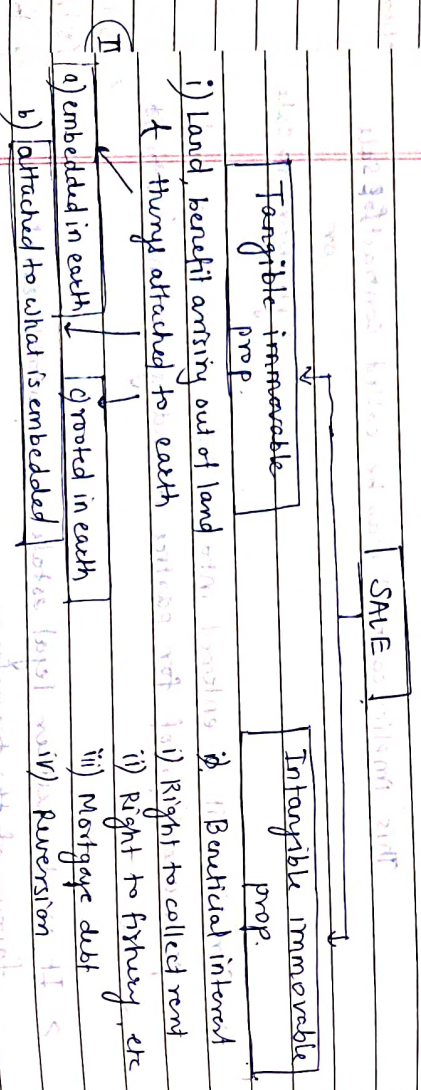 SALE
Tangible immovable
prop.
i) Land, benefit arising out of land
& things attached to earth
a) embedded in earth
c) rooted in earth
b) attached to what is embedded
Intangible immovable
prop.
i) Beneficial interest
i) Right to collect rent
ii) Right to fishery, etc
iii) Mortgage debt
iv) Reversion
II